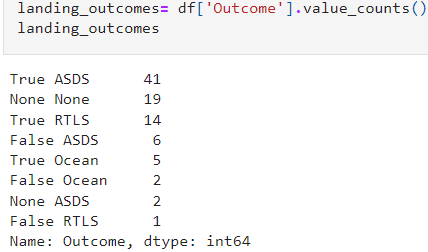 landing_outcomes= df['Outcome'].value_counts()
landing_outcomes
True ASDS 41
None None 19
True RTLS 14
False ASDS 6
True Ocean 5
False Ocean 2
None ASDS 2
False RTLS 1
Name: Outcome, dtype: int64